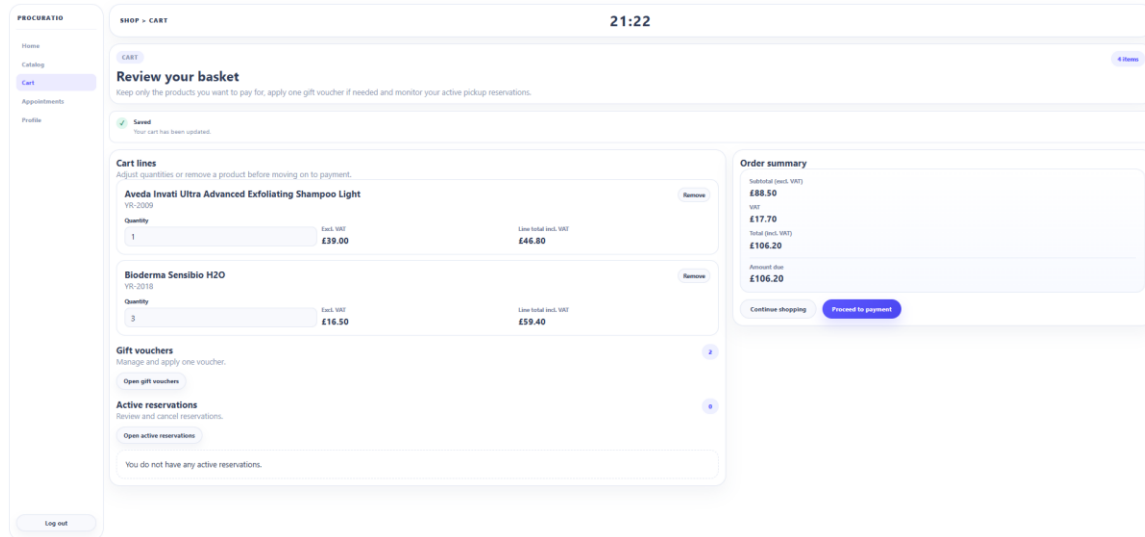 PROCURATIO
Home
Catalog
Cart
Appointments
Profile
Log out
SHOP > CART
21:22
CART
4 items
Review your basket
Keep only the products you want to pay for, apply one gift voucher if needed and monitor your active pickup reservations.
✓ Saved
Your cart has been updated.
Cart lines
Adjust quantities or remove a product before moving on to payment.
Aveda Invati Ultra Advanced Exfoliating Shampoo Light
Remove
YR-2009
Quantity
1
Excl. VAT
£39.00
Line total incl. VAT
£46.80
Bioderma Sensibio H2O
Remove
YR-2018
Quantity
3
Excl. VAT
£16.50
Line total incl. VAT
£59.40
Gift vouchers
2
Manage and apply one voucher.
Open gift vouchers
Active reservations
0
Review and cancel reservations.
Open active reservations
You do not have any active reservations.
Order summary
Subtotal (excl. VAT)
£88.50
VAT
£17.70
Total (incl. VAT)
£106.20
Amount due
£106.20
Continue shopping
Proceed to payment